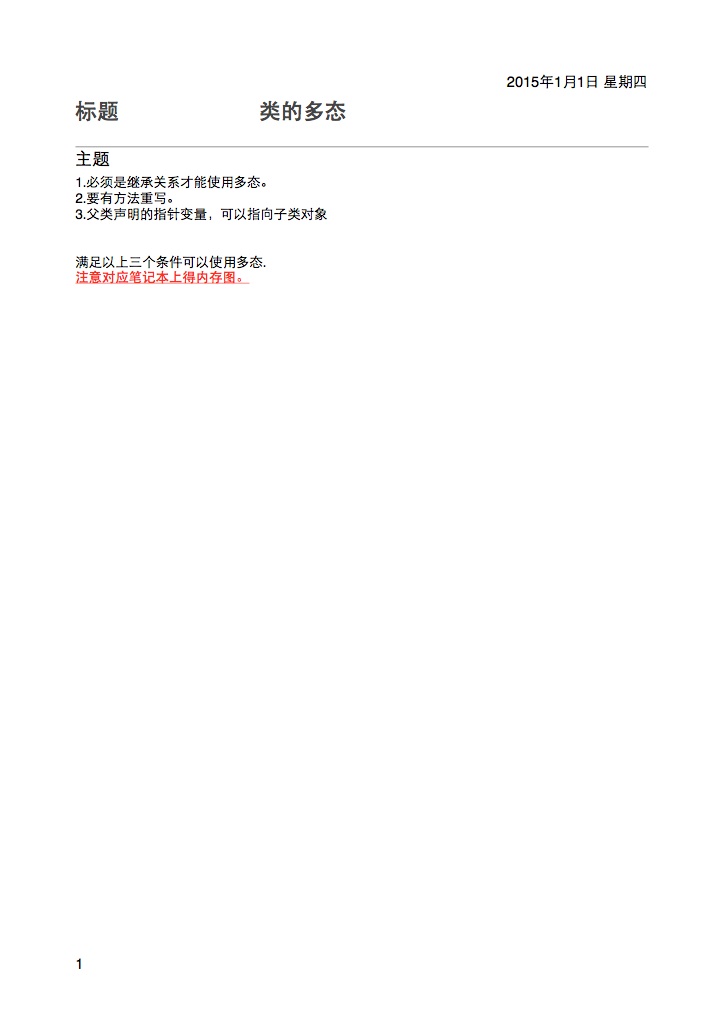 2015年1月1日 星期四
标题 类的多态
主题
1.必须是继承关系才能使用多态。
2.要有方法重写。
3.父类声明的指针变量，可以指向子类对象
满足以上三个条件可以使用多态.
注意对应笔记本上得内存图。
1